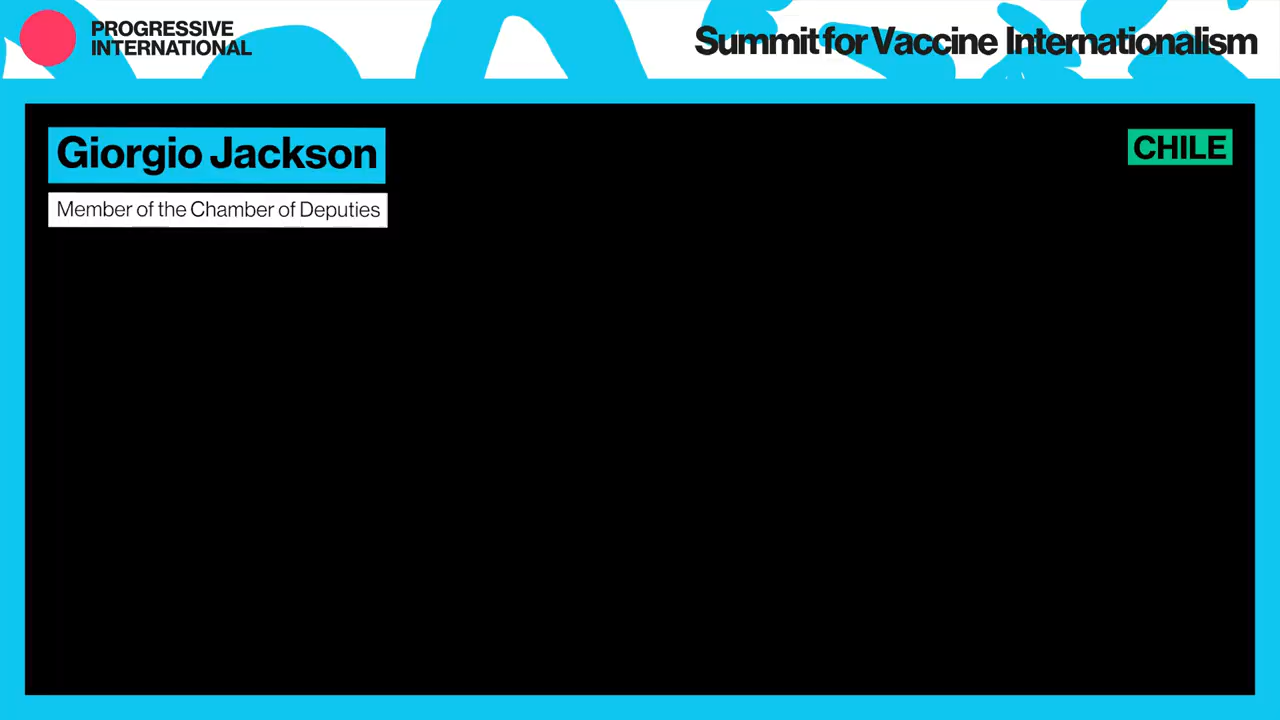 PROGRESSIVE
INTERNATIONAL
Summit for Vaccine Internationalism
Giorgio Jackson
CHILE
Member of the Chamber of Deputies